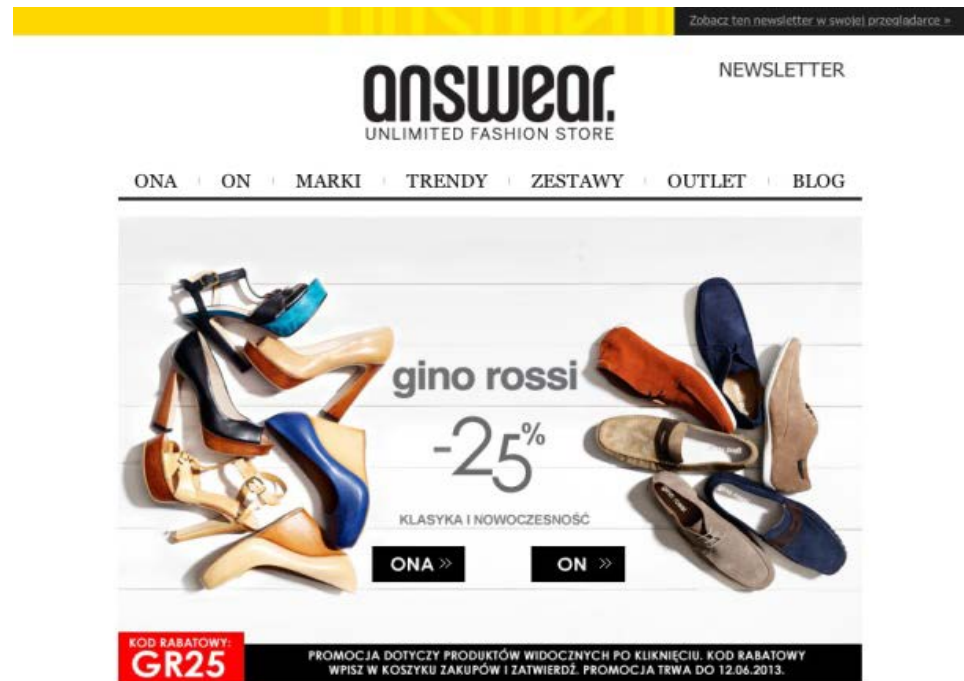 Zobacz ten newsletter w swojej przeglądarce »
answear.
UNLIMITED FASHION STORE
NEWSLETTER
ONA ON MARKI TRENDY ZESTAWY OUTLET BLOG
gino rossi
-25%
KLASYKA I NOWOCZESNOŚĆ
ONA »
ON »
gino rossi
KOD RABATOWY:
GR25
PROMOCJA DOTYCZY PRODUKTÓW WIDOCZNYCH PO KLIKNIĘCIU. KOD RABATOWY
WPISZ W KOSZYKU ZAKUPÓW I ZATWIERDŹ. PROMOCJA TRWA DO 12.06.2013.